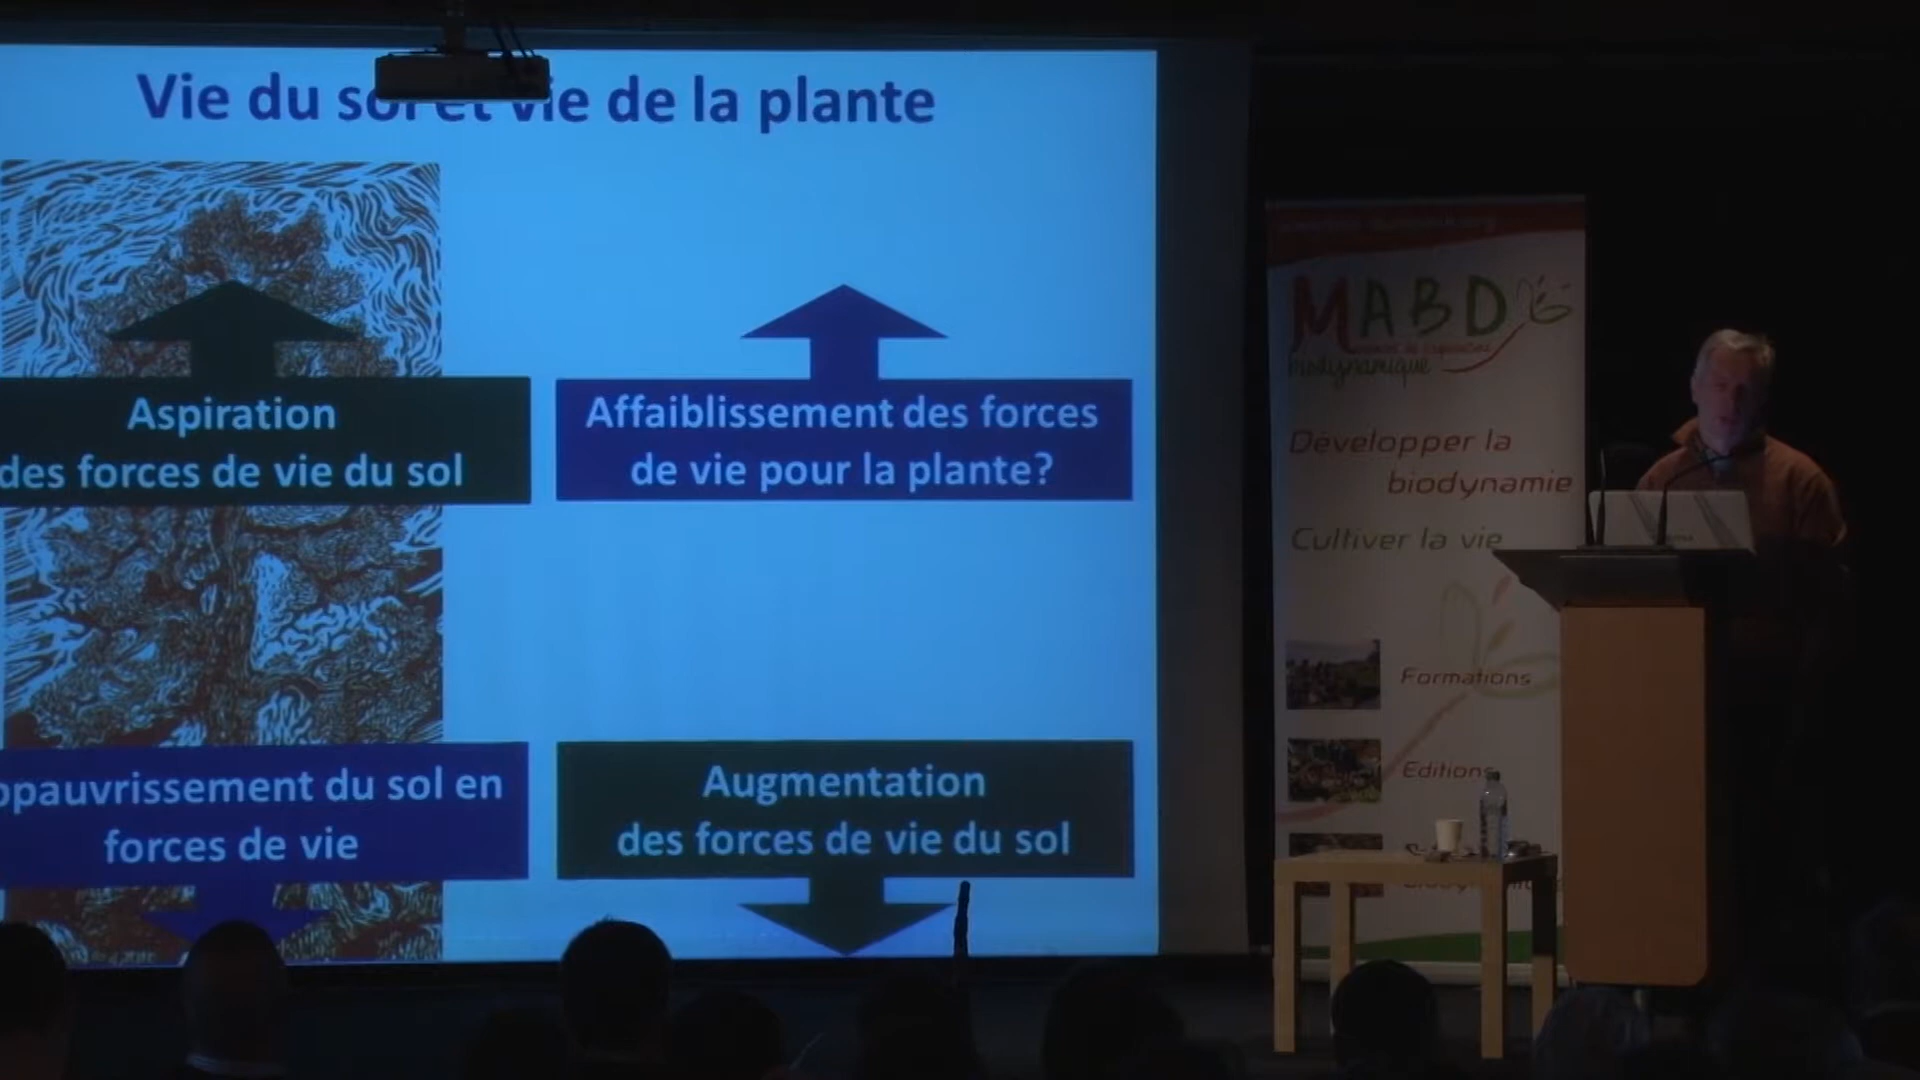 Vie du sol et vie de la plante
Aspiration
des forces de vie du sol
Affaiblissement des forces
de vie pour la plante?
ppauvrissement du sol en
forces de vie
Augmentation
des forces de vie du sol
MABD
biodynamique
Développer la
biodynamie
Cultiver la vie
Formations
Editions